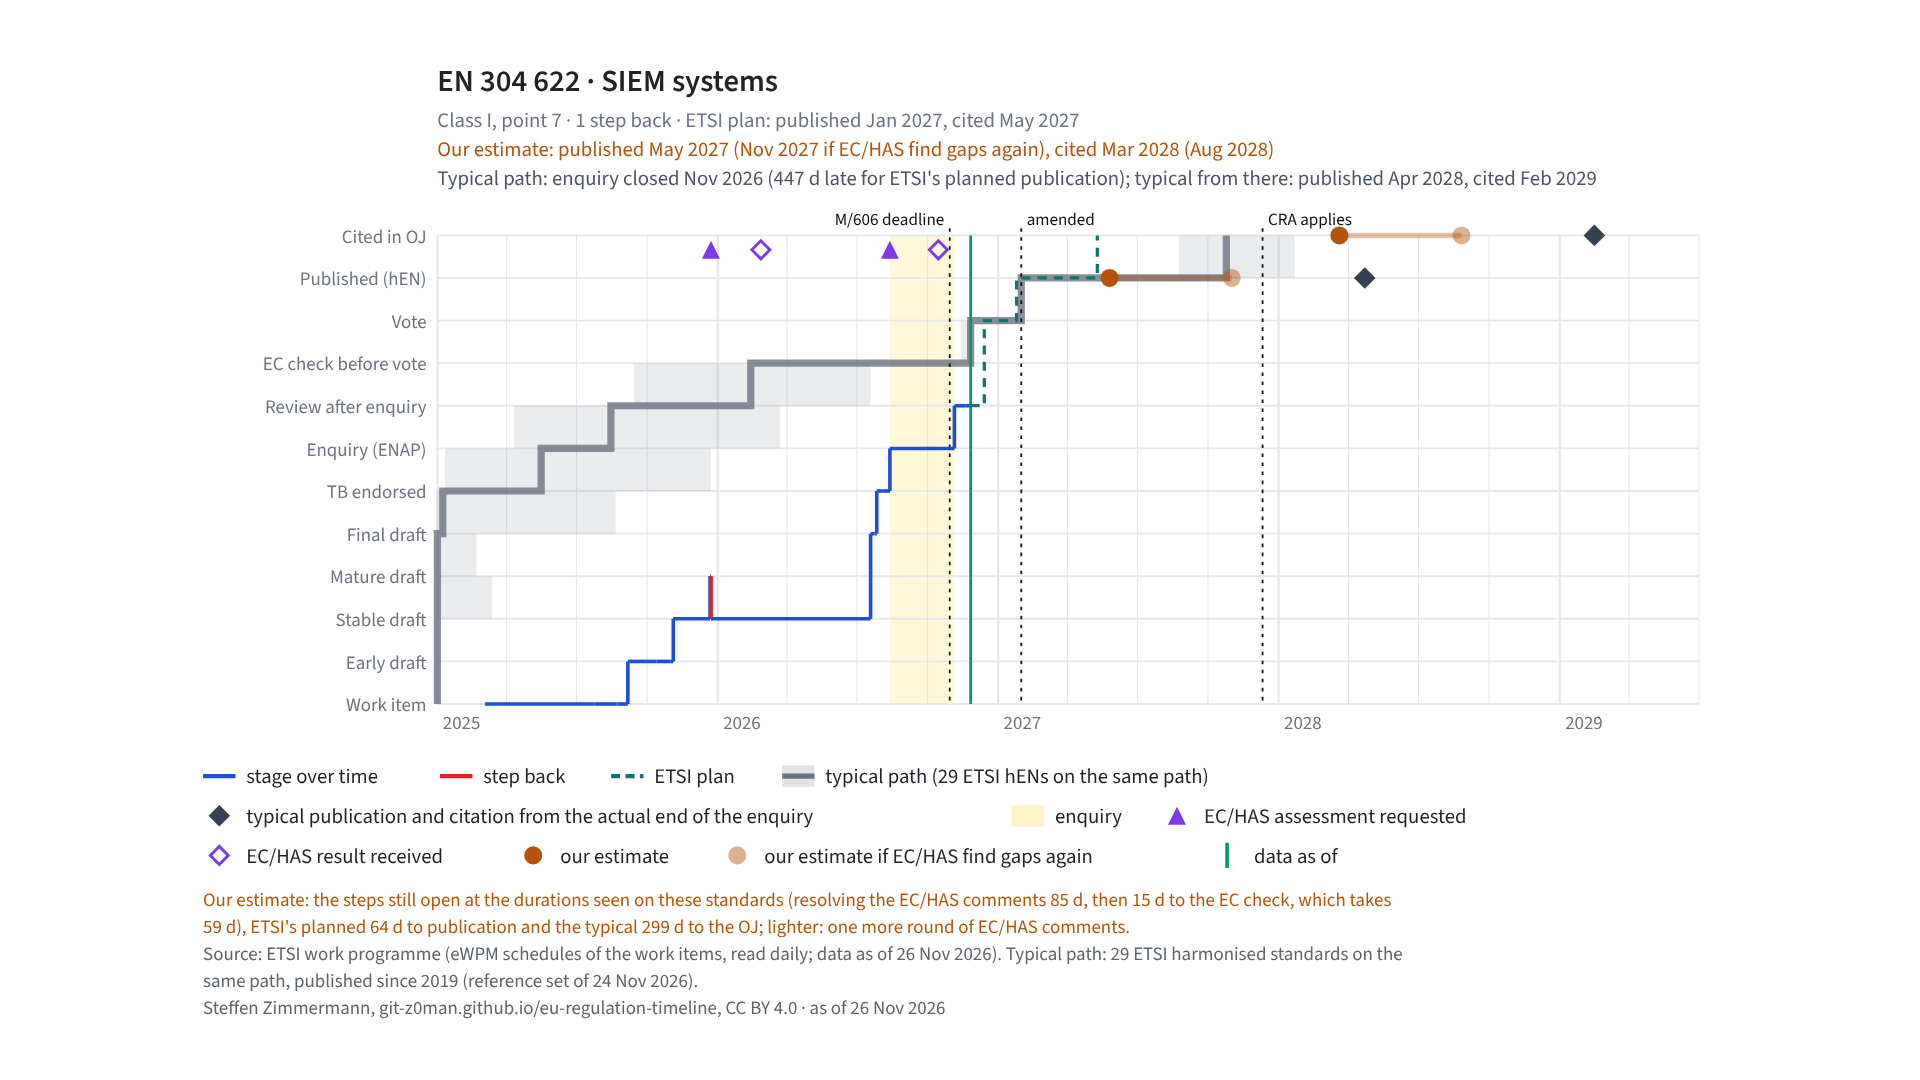 EN 304 622 · SIEM systems
Class I, point 7 · 1 step back · ETSI plan: published Jan 2027, cited May 2027
Our estimate: published May 2027 (Nov 2027 if EC/HAS find gaps again), cited Mar 2028 (Aug 2028)
Typical path: enquiry closed Nov 2026 (447 d late for ETSI's planned publication); typical from there: published Apr 2028, cited Feb 2029
M/606 deadline
amended
CRA applies
Cited in OJ
Published (hEN)
Vote
EC check before vote
Review after enquiry
Enquiry (ENAP)
TB endorsed
Final draft
Mature draft
Stable draft
Early draft
Work item
2025
2026
2027
2028
2029
stage over time
step back
ETSI plan
typical path (29 ETSI hENs on the same path)
typical publication and citation from the actual end of the enquiry
enquiry
EC/HAS assessment requested
EC/HAS result received
our estimate
our estimate if EC/HAS find gaps again
data as of
Our estimate: the steps still open at the durations seen on these standards (resolving the EC/HAS comments 85 d, then 15 d to the EC check, which takes
59 d), ETSI's planned 64 d to publication and the typical 299 d to the OJ; lighter: one more round of EC/HAS comments.
Source: ETSI work programme (eWPM schedules of the work items, read daily; data as of 26 Nov 2026). Typical path: 29 ETSI harmonised standards on the
same path, published since 2019 (reference set of 24 Nov 2026).
Steffen Zimmermann, git-z0man.github.io/eu-regulation-timeline, CC BY 4.0 · as of 26 Nov 2026